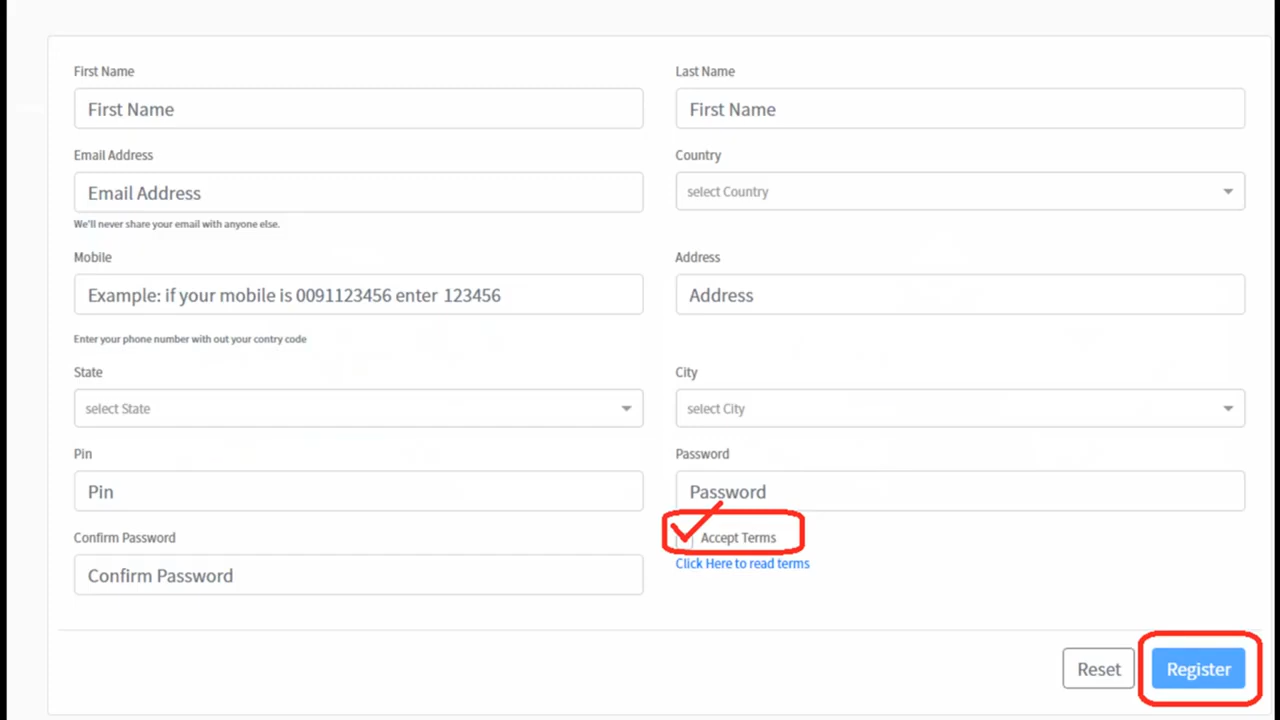 First Name
Last Name
First Name
First Name
Email Address
Country
Email Address
select Country
We'll never share your email with anyone else.
Mobile
Address
Example: if your mobile is 0091123456 enter 123456
Address
Enter your phone number with out your contry code
State
City
select State
select City
Pin
Password
Pin
Password
Confirm Password
Accept Terms
Click Here to read terms
Confirm Password
Reset
Register